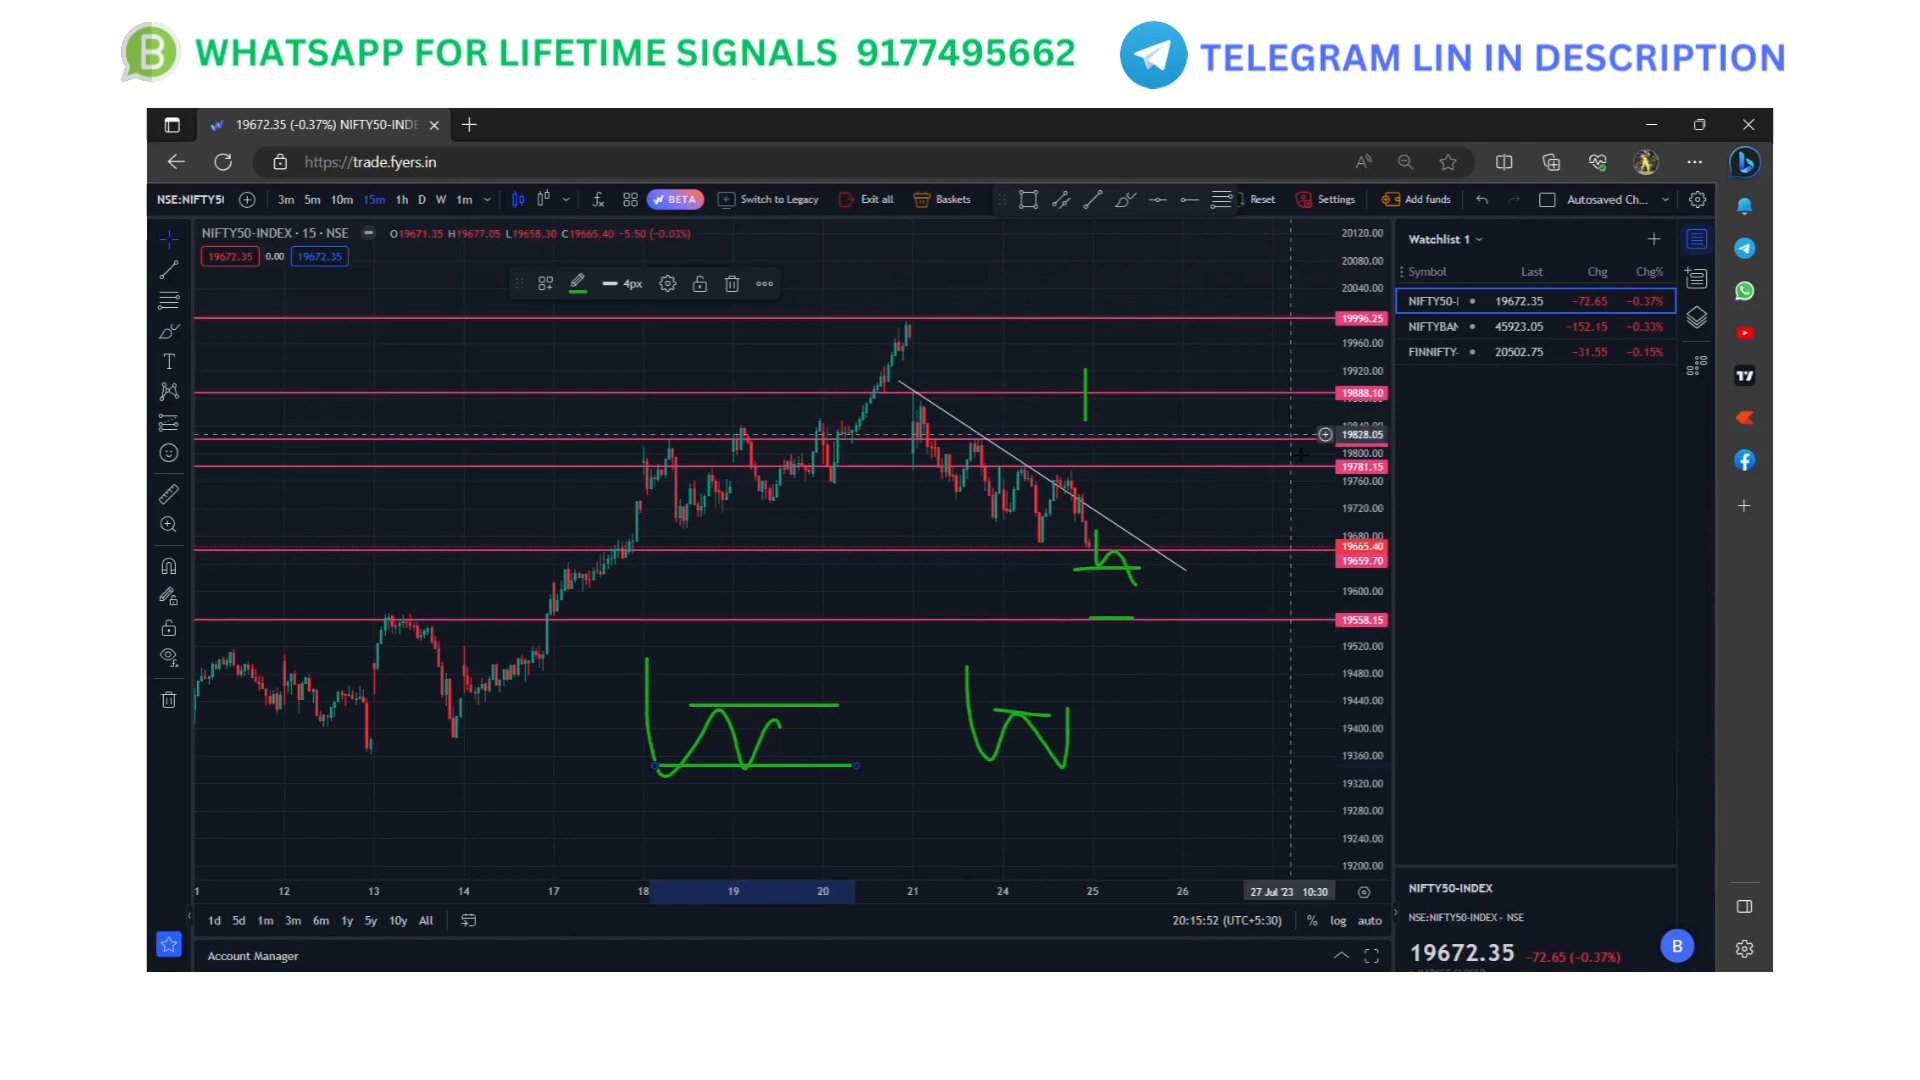 WHATSAPP FOR LIFETIME SIGNALS 9177495662
TELEGRAM LIN IN DESCRIPTION
19672.35 (-0.37%) NIFTY50-INDE
https://trade.fyers.in
NSE:NIFTY5 3m 5m 10m 15m 1h D W 1m BETA Switch to Legacy Exit all Baskets Reset Settings Add funds Autosaved Ch...
NIFTY50-INDEX · 15 · NSE O19671.35 H19677.05 L19658.30 C19665.40 -5.50 (-0.03%)
19672.35 0.00 19672.35
4px
20120.00
20080.00
20040.00
19996.25
19960.00
19920.00
19888.10
19828.05
19800.00
19781.15
19760.00
19720.00
19680.00
19665.40
19659.70
19600.00
19558.15
19520.00
19480.00
19440.00
19400.00
19360.00
19320.00
19280.00
19240.00
19200.00
1 12 13 14 17 18 19 20 21 24 25 26 27 Jul '23 10:30
1d 5d 1m 3m 6m 1y 5y 10y All
20:15:52 (UTC+5:30) % log auto
Account Manager
Watchlist 1
Symbol Last Chg Chg%
NIFTY50-I 19672.35 -72.65 -0.37%
NIFTYBAN 45923.05 -152.15 -0.33%
FINNIFTY- 20502.75 -31.55 -0.15%
NIFTY50-INDEX
NSE:NIFTY50-INDEX • NSE
19672.35 -72.65 (-0.37%)
B